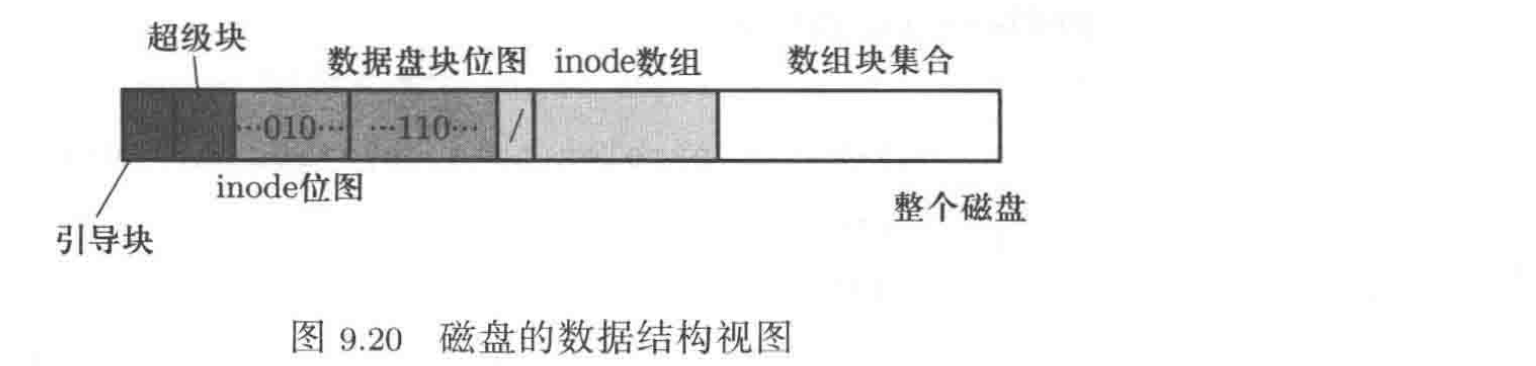 超级块
数据盘块位图 inode数组 数组块集合
···010··· ···110··· /
inode位图
整个磁盘
引导块
图 9.20 磁盘的数据结构视图